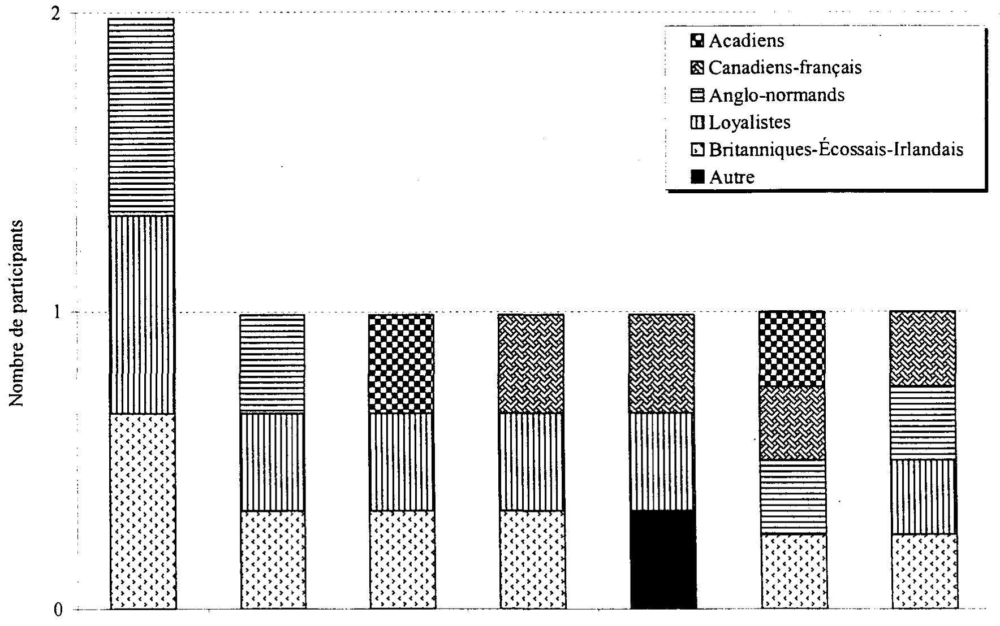 2
Acadiens
Canadiens-français
Anglo-normands
Loyalistes
Britanniques-Écossais-Irlandais
Autre
Nombre de participants
1
0